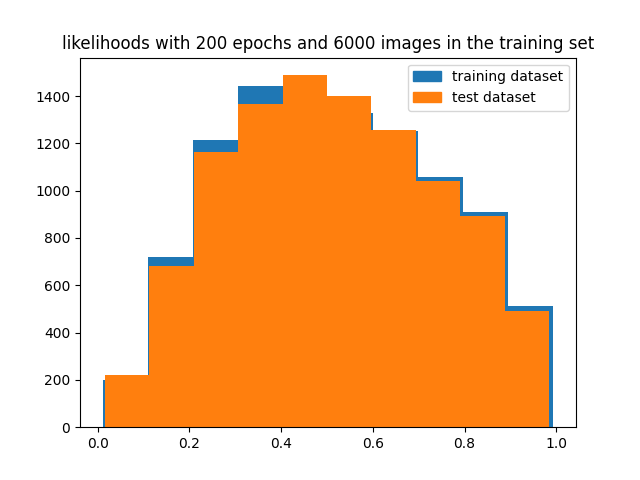 likelihoods with 200 epochs and 6000 images in the training set
training dataset
test dataset
1400
1200
1000
800
600
400
200
0
0.0 0.2 0.4 0.6 0.8 1.0